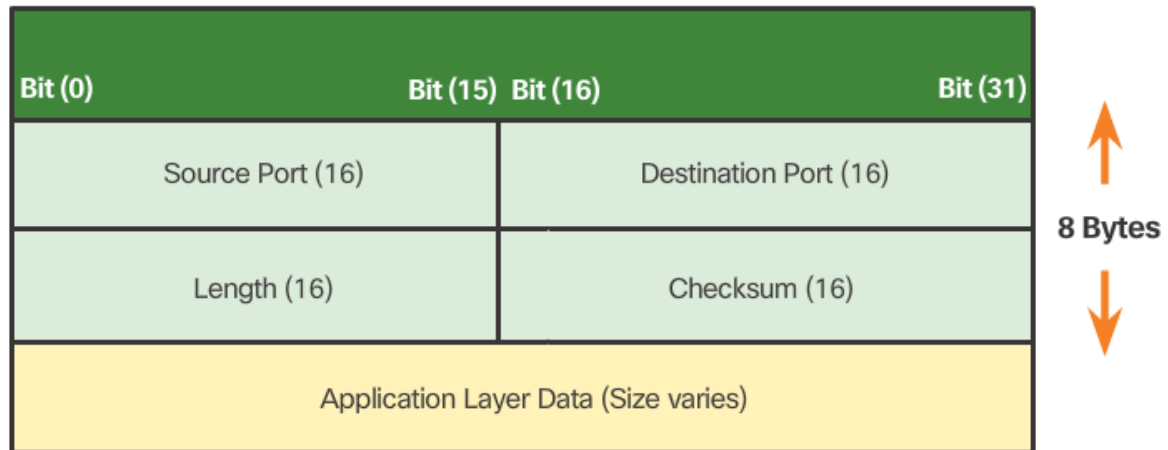 Bit (0) Bit (15) Bit (16) Bit (31)
Source Port (16) Destination Port (16)
8 Bytes
Length (16) Checksum (16)
Application Layer Data (Size varies)